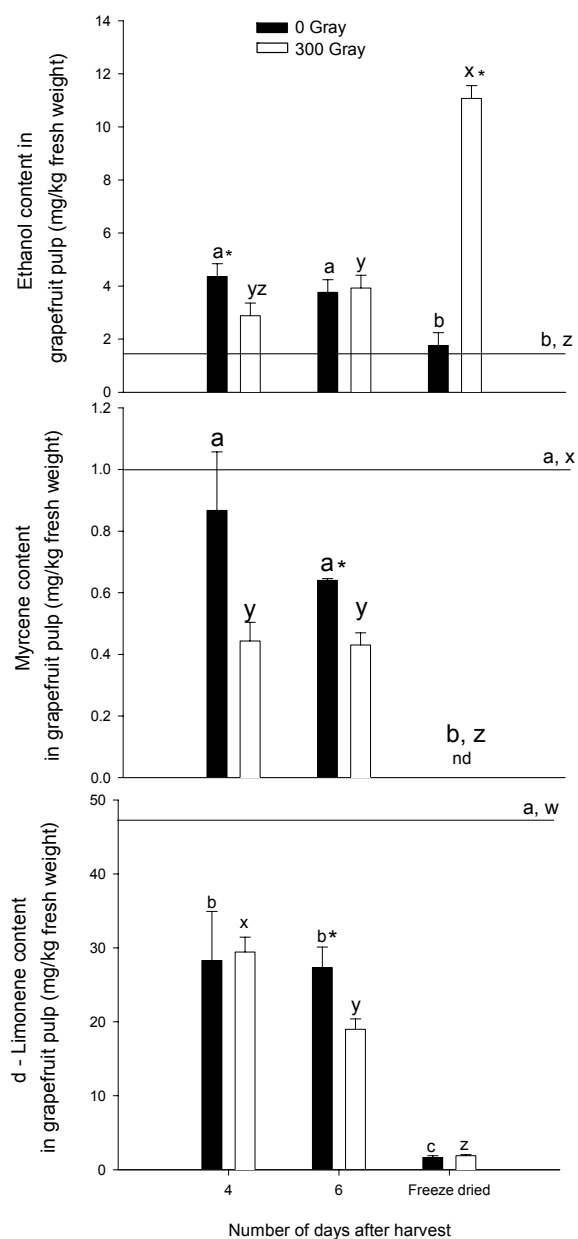 0 Gray
300 Gray
Ethanol content in
grapefruit pulp (mg/kg fresh weight)
14
12
10
8
6
4
2
0
a*
yz
a
y
b
x*
b, z
Myrcene content
in grapefruit pulp (mg/kg fresh weight)
1.2
1.0
0.8
0.6
0.4
0.2
0.0
a
y
a*
y
a, x
b, z
nd
d - Limonene content
in grapefruit pulp (mg/kg fresh weight)
50
40
30
20
10
0
a, w
b
x
b*
y
c
z
4
6
Freeze dried
Number of days after harvest